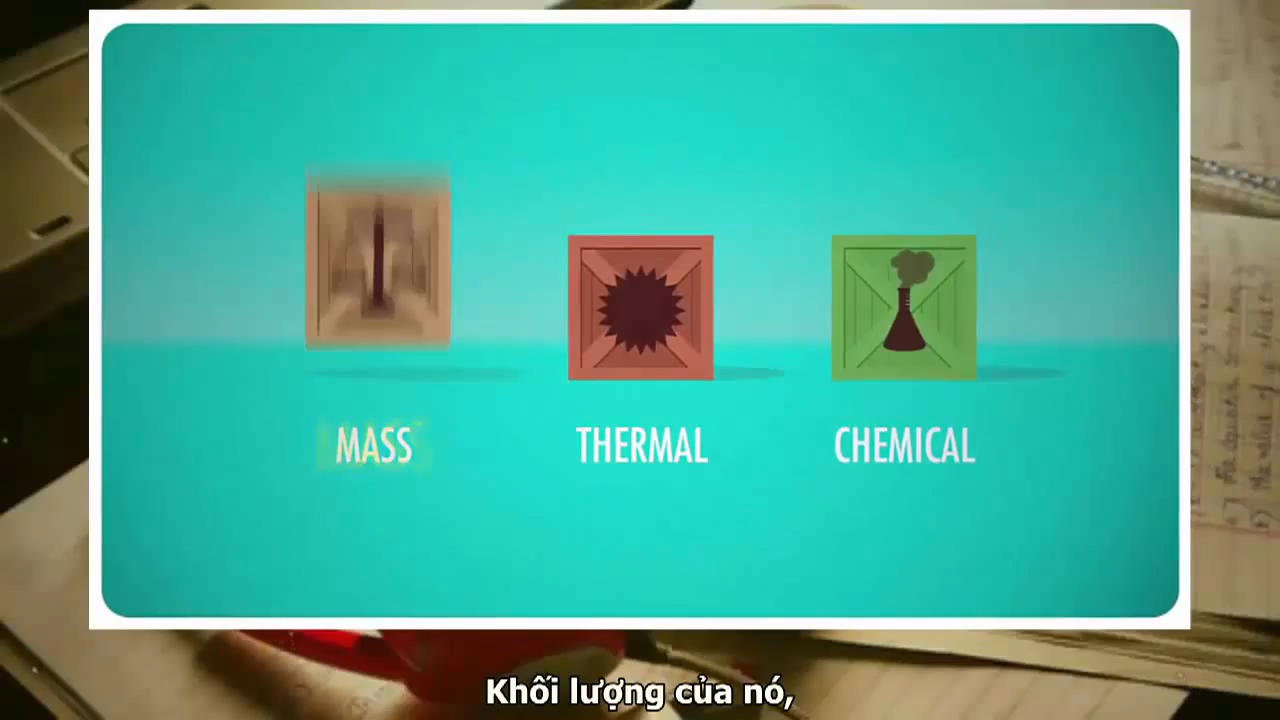 MASS
THERMAL
CHEMICAL
Khối lượng của nó,